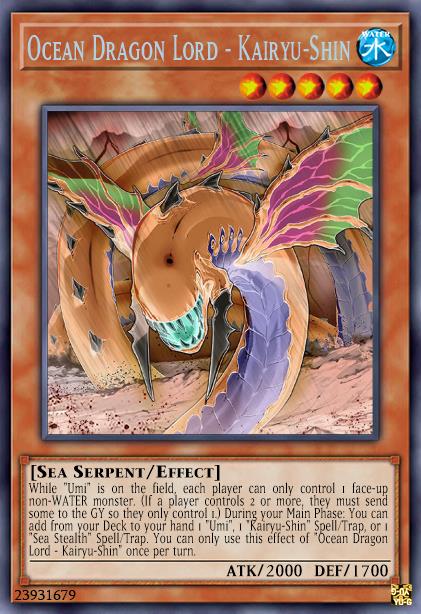 Ocean Dragon Lord - Kairyu-Shin
WATER
水
[Sea Serpent/Effect]
While "Umi" is on the field, each player can only control 1 face-up
non-WATER monster. (If a player controls 2 or more, they must send
some to the GY so they only control 1.) During your Main Phase: You can
add from your Deck to your hand 1 "Umi", 1 "Kairyu-Shin" Spell/Trap, or 1
"Sea Stealth" Spell/Trap. You can only use this effect of "Ocean Dragon
Lord - Kairyu-Shin" once per turn.
ATK/2000 DEF/1700
23931679